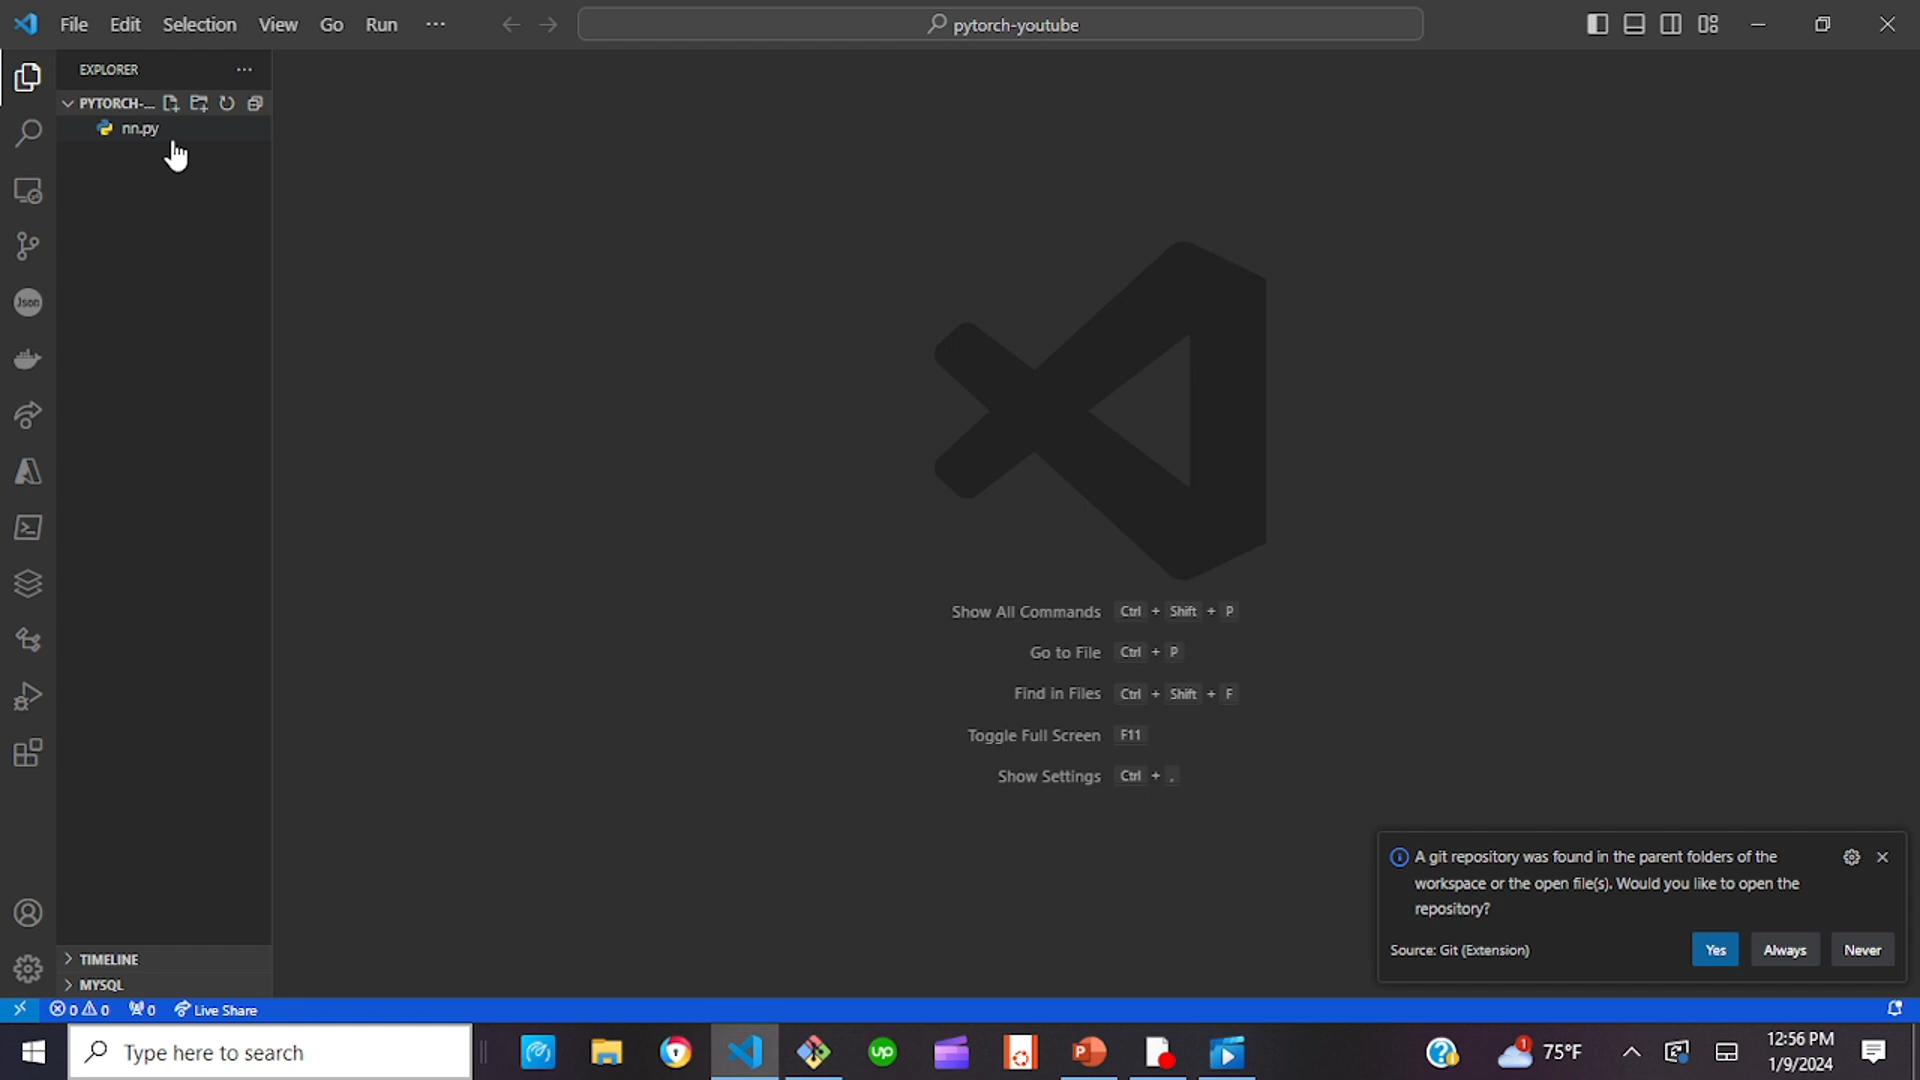 File Edit Selection View Go Run ···
pytorch-youtube
EXPLORER
PYTORCH-...
nn.py
Json
Show All Commands Ctrl + Shift + P
Go to File Ctrl + P
Find in Files Ctrl + Shift + F
Toggle Full Screen F11
Show Settings Ctrl + ,
A git repository was found in the parent folders of the
workspace or the open file(s). Would you like to open the
repository?
Source: Git (Extension)
Yes Always Never
TIMELINE
MYSQL
0 0 0 Live Share
Type here to search
up
P
1
75°F
12:56 PM
1/9/2024